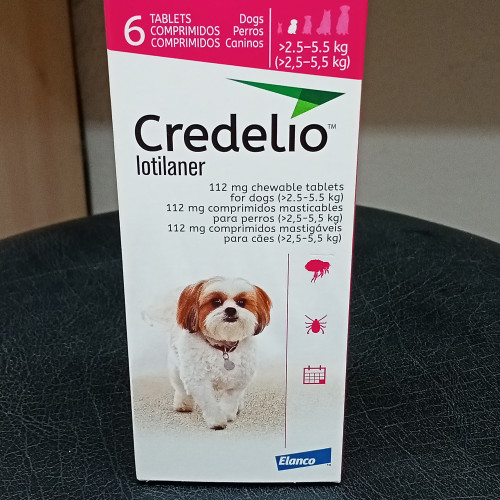 6 TABLETS Dogs
COMPRIMIDOS Perros
COMPRIMIDOS Caninos
>2.5–5.5 kg
(>2,5–5,5 kg)
Credelio™
lotilaner
112 mg chewable tablets
for dogs (>2.5-5.5 kg)
112 mg comprimidos masticables
para perros (>2,5-5,5 kg)
112 mg comprimidos mastigáveis
para cães (>2,5-5,5 kg)
Elanco